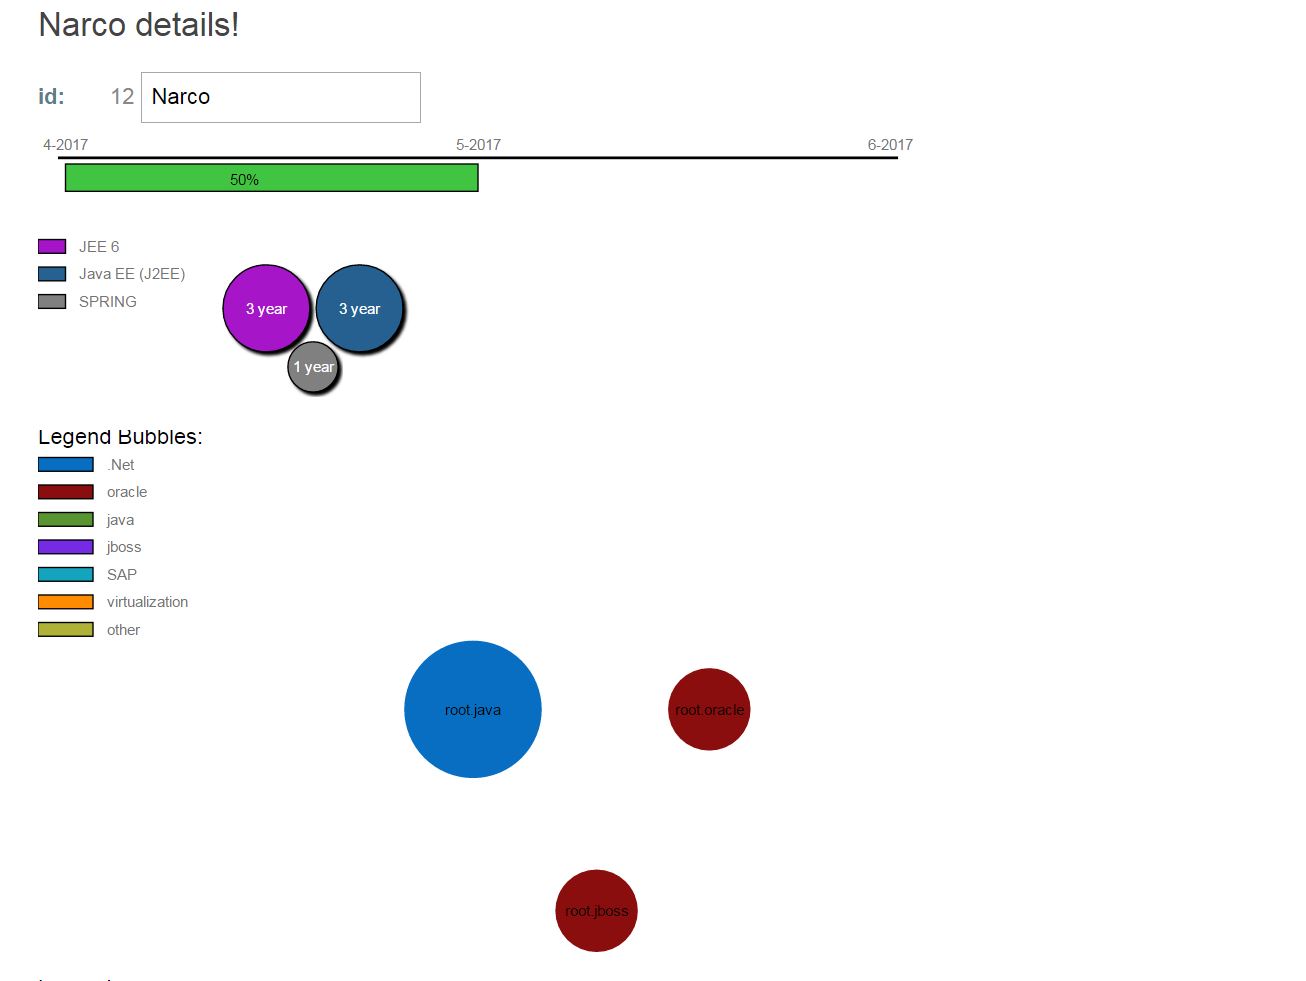 Narco details!
id: 12 Narco
4-2017 5-2017 6-2017
50%
JEE 6
Java EE (J2EE)
SPRING
3 year 3 year
1 year
Legend Bubbles:
.Net
oracle
java
jboss
SAP
virtualization
other
root.java root.oracle
root.jboss